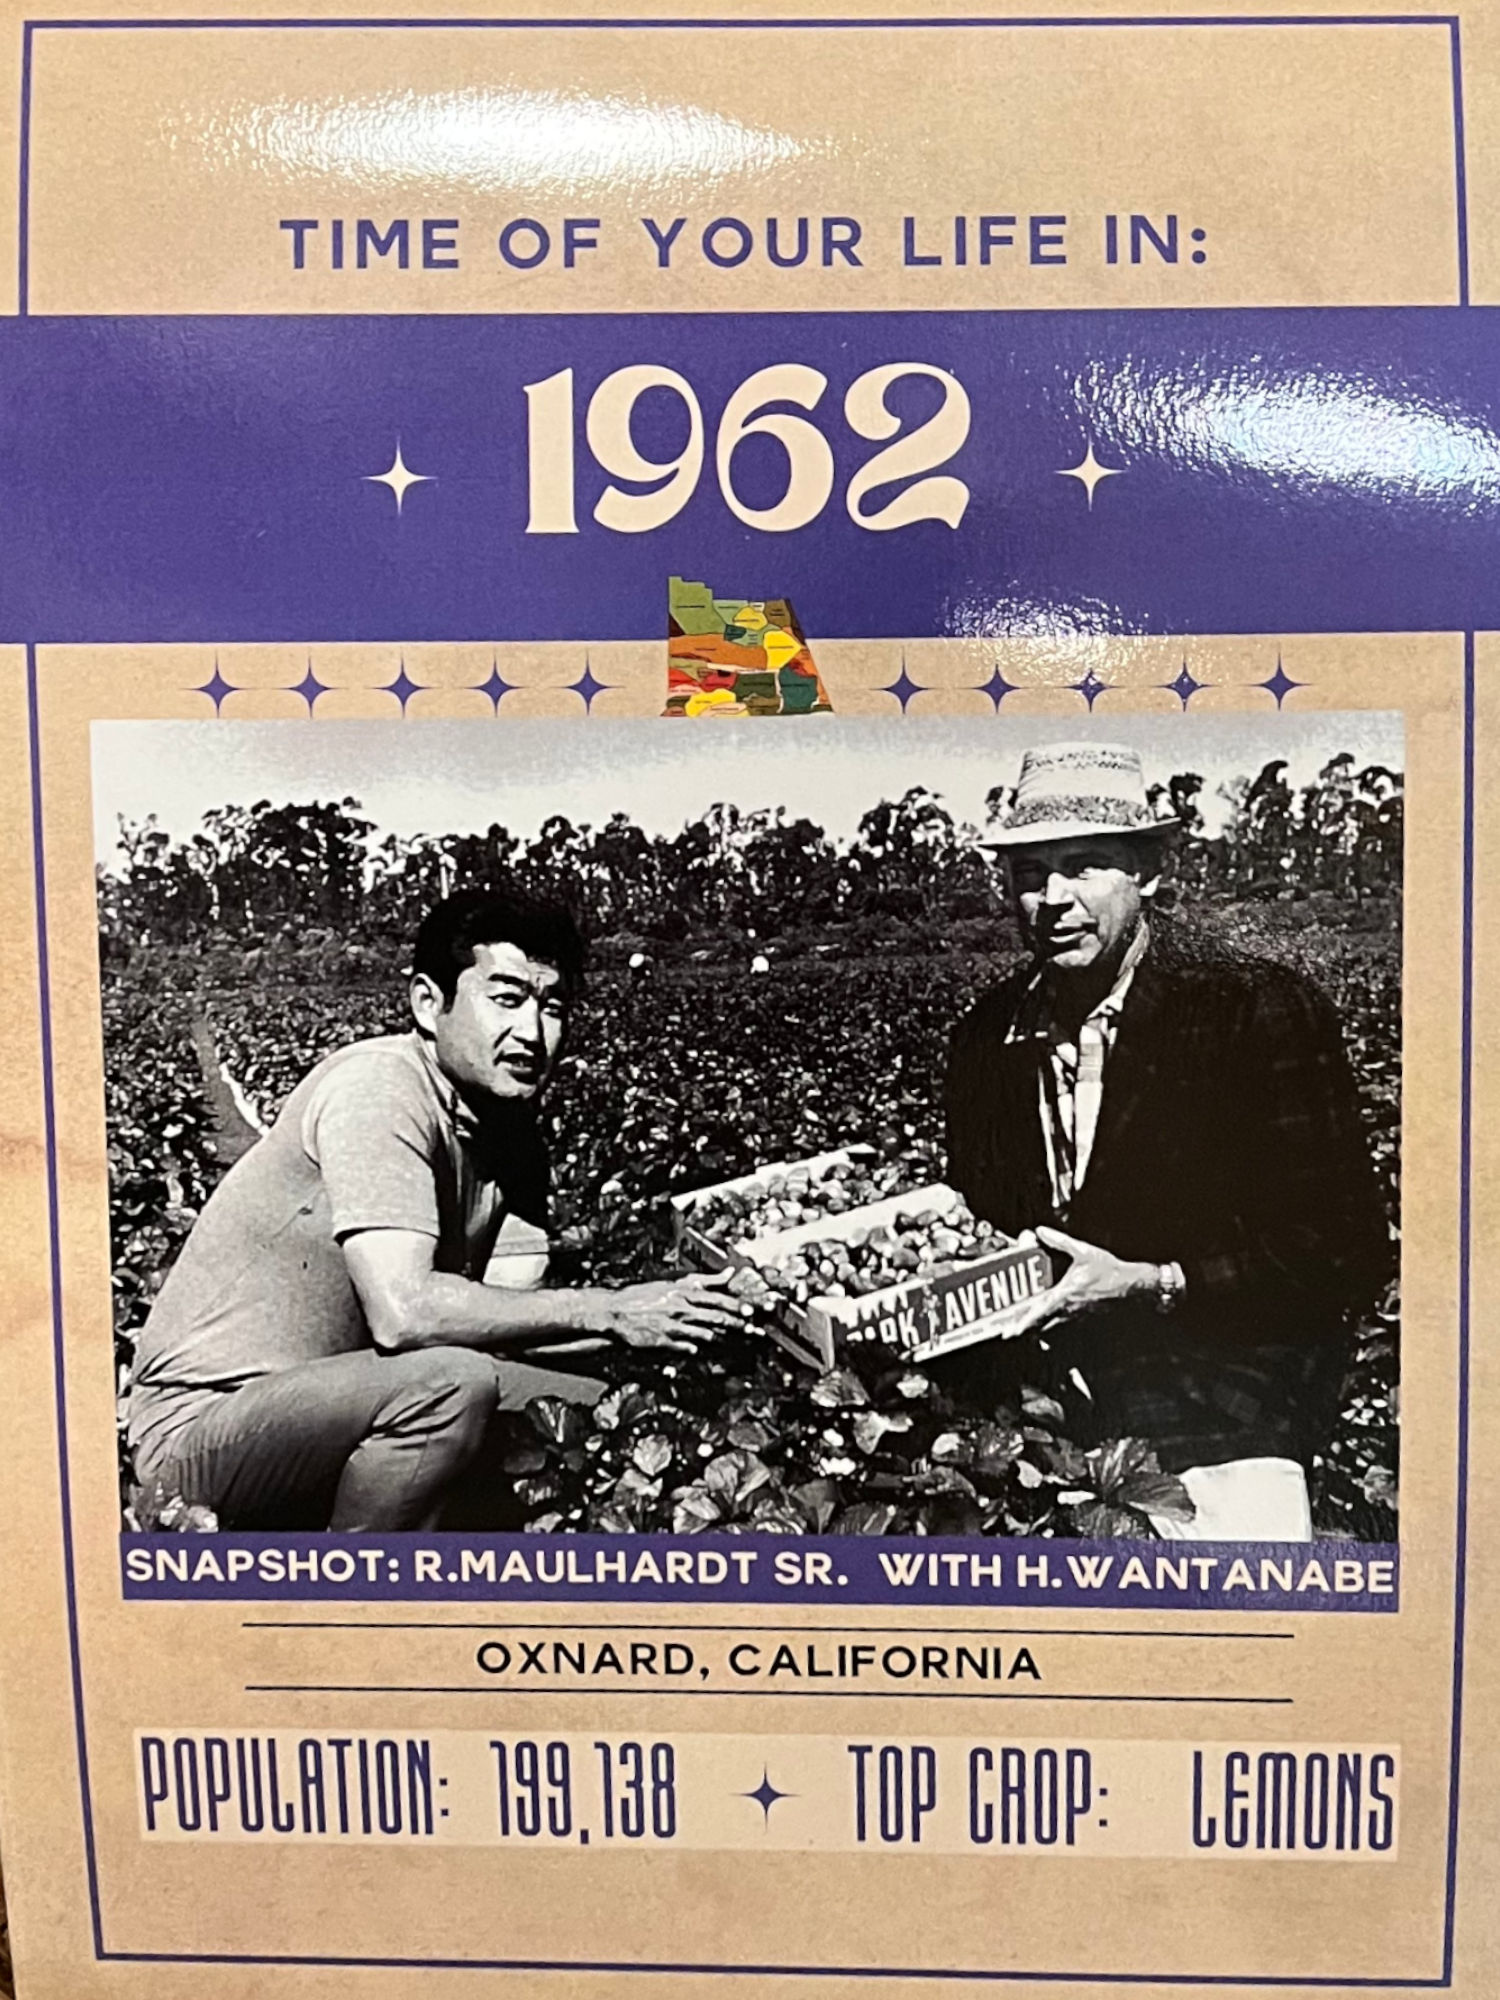 TIME OF YOUR LIFE IN:
1962
PARK AVENUE
SNAPSHOT: R.MAULHARDT SR. WITH H.WANTANABE
OXNARD, CALIFORNIA
POPULATION: 199,138 TOP CROP: LEMONS